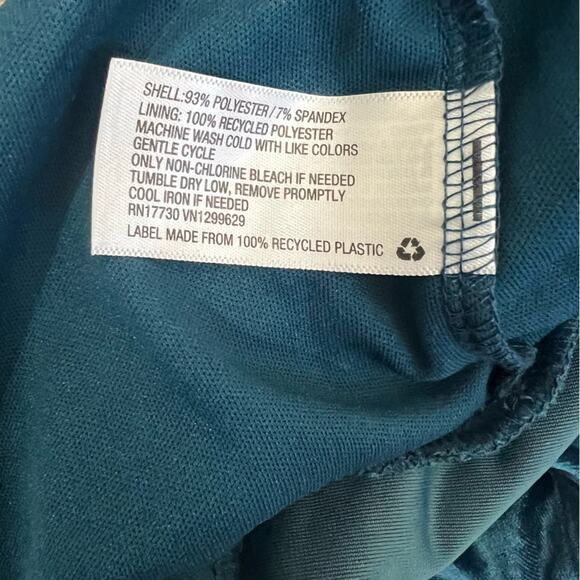 SHELL:93% POLYESTER/7% SPANDEX
LINING: 100% RECYCLED POLYESTER
MACHINE WASH COLD WITH LIKE COLORS
GENTLE CYCLE
ONLY NON-CHLORINE BLEACH IF NEEDED
TUMBLE DRY LOW, REMOVE PROMPTLY
COOL IRON IF NEEDED
RN17730 VN1299629
LABEL MADE FROM 100% RECYCLED PLASTIC